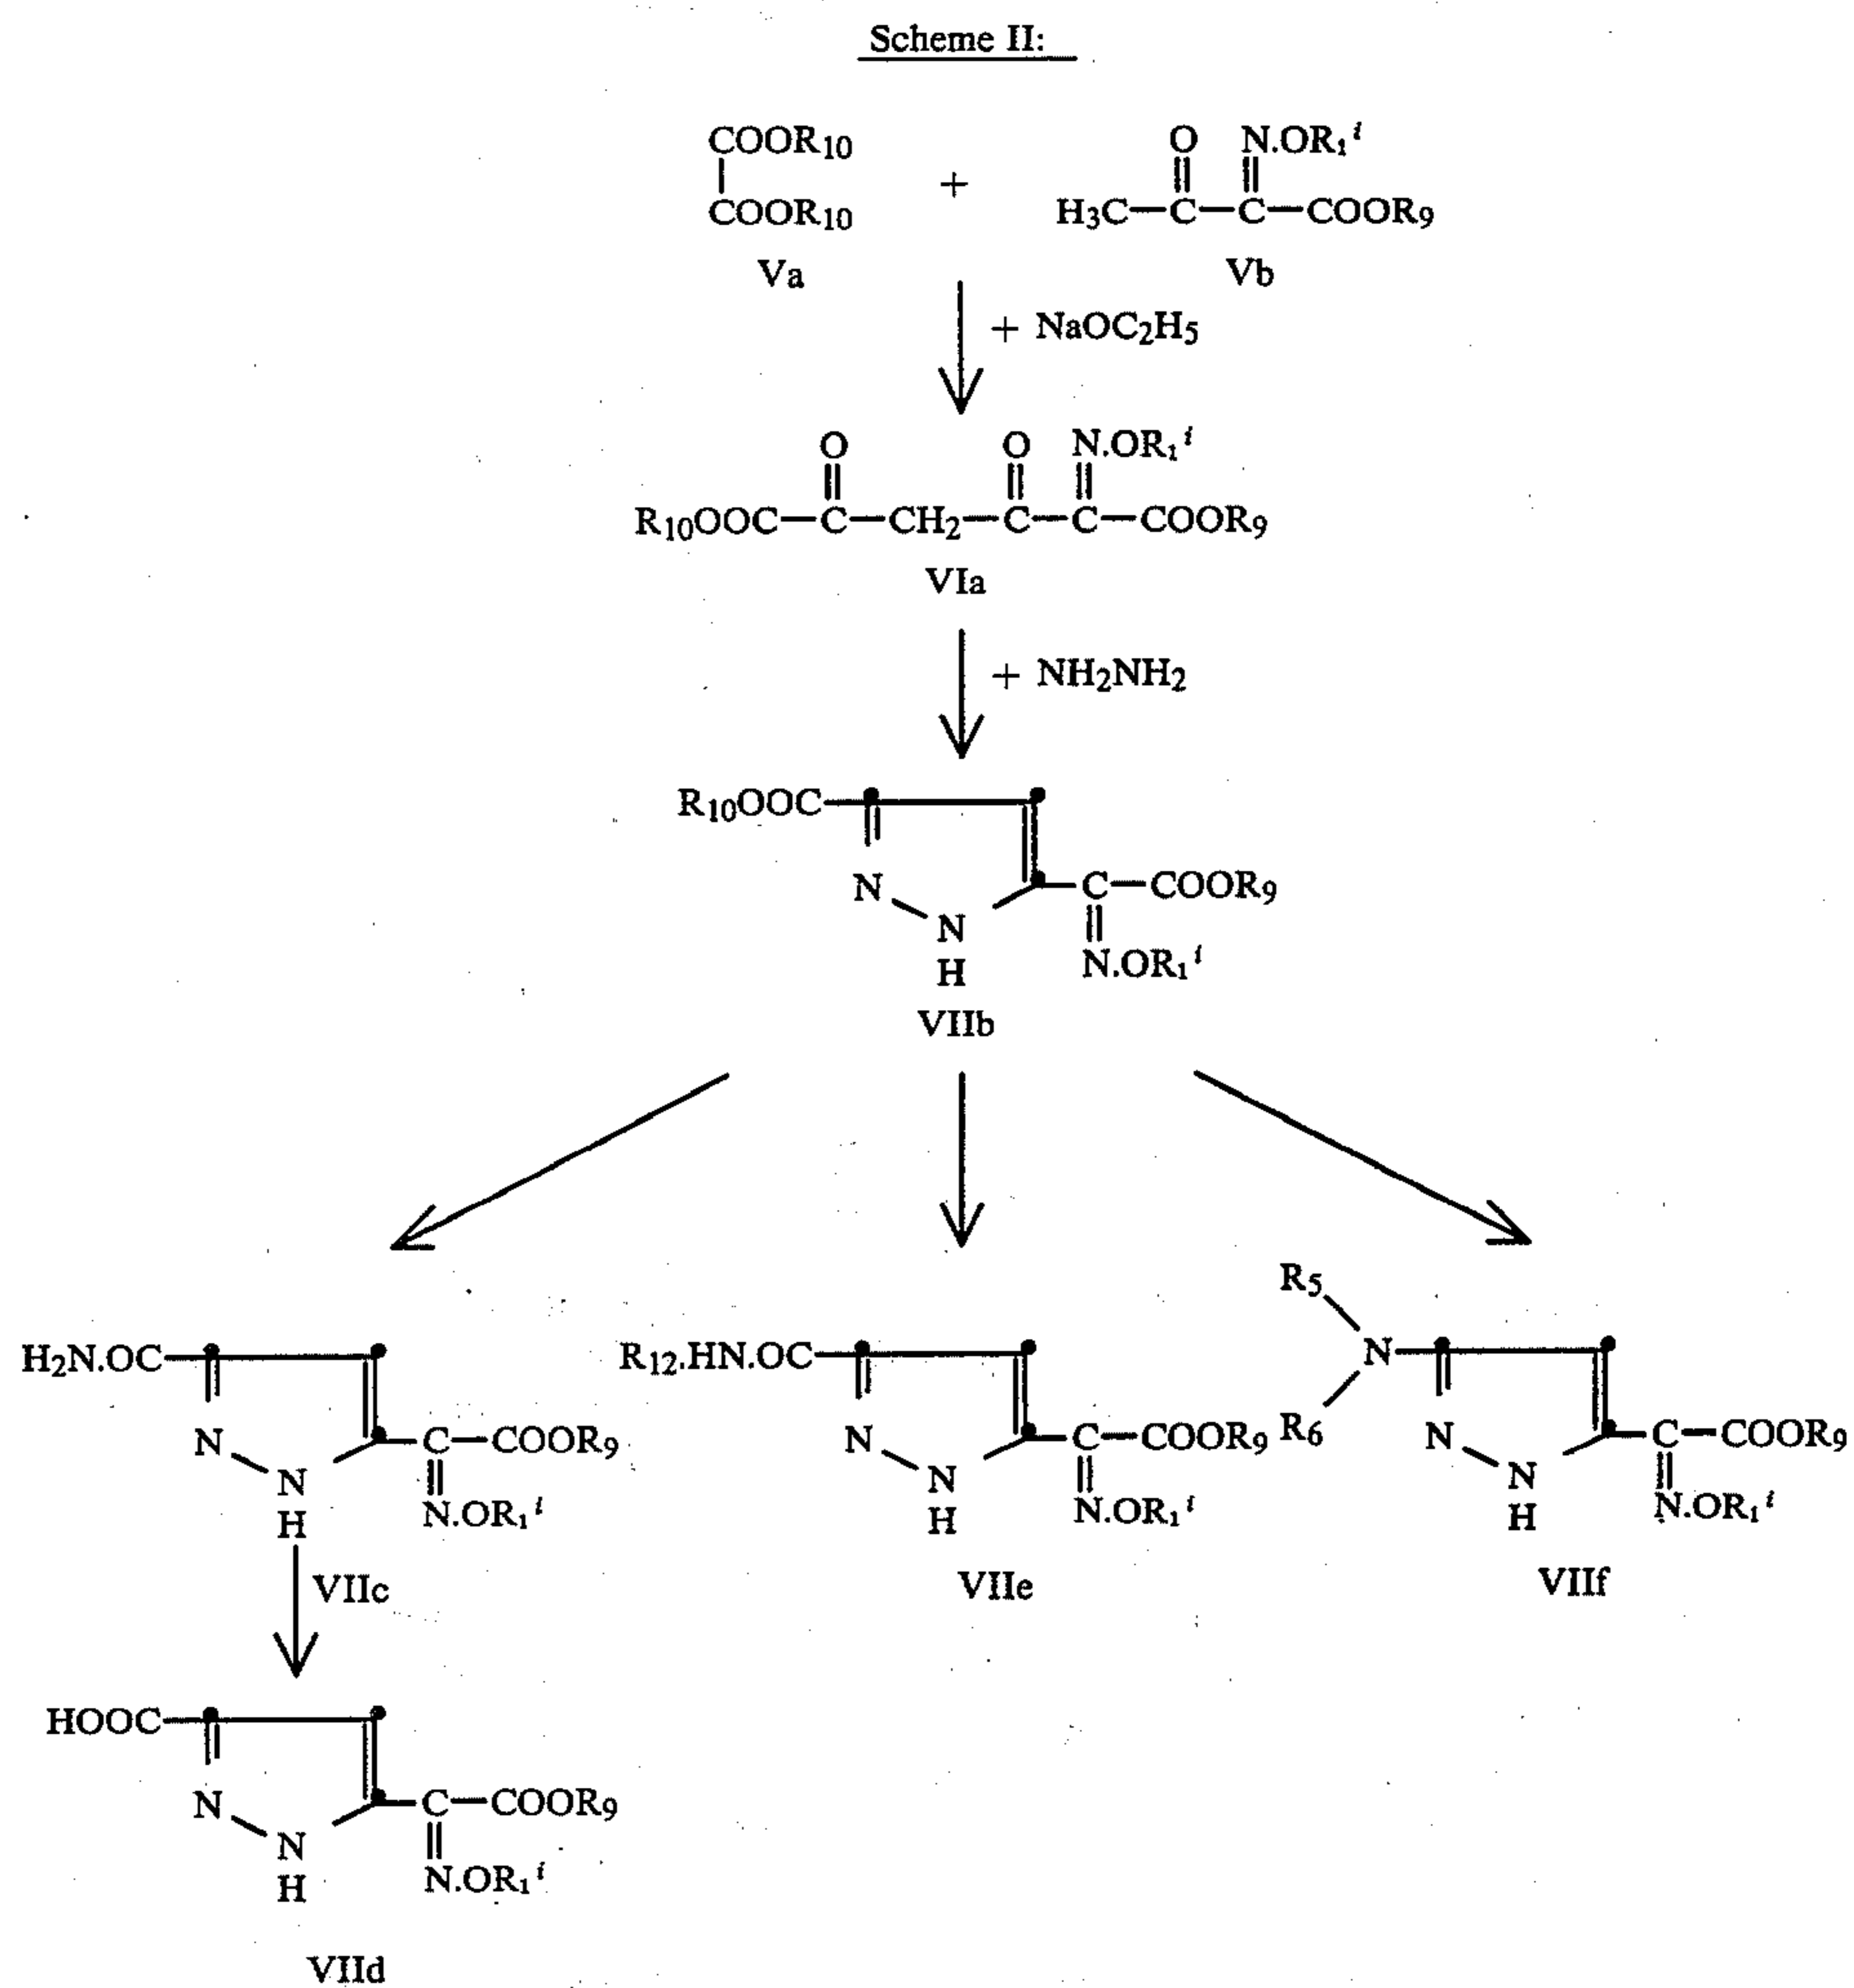 Scheme II:
COOR10
COOR10
Va
+
O N.OR1i
H3C—C—C—COOR9
Vb
+ NaOC2H5
O O N.OR1i
R10OOC—C—CH2—C—C—COOR9
VIa
+ NH2NH2
R10OOC
N
N
H
C—COOR9
N.OR1i
VIIb
H2N.OC
N
N
H
C—COOR9
N.OR1i
VIIc
R12.HN.OC
N
N
H
C—COOR9
N.OR1i
VIIe
R5
N
R6
N
N
H
C—COOR9
N.OR1i
VIIf
HOOC
N
N
H
C—COOR9
N.OR1i
VIId